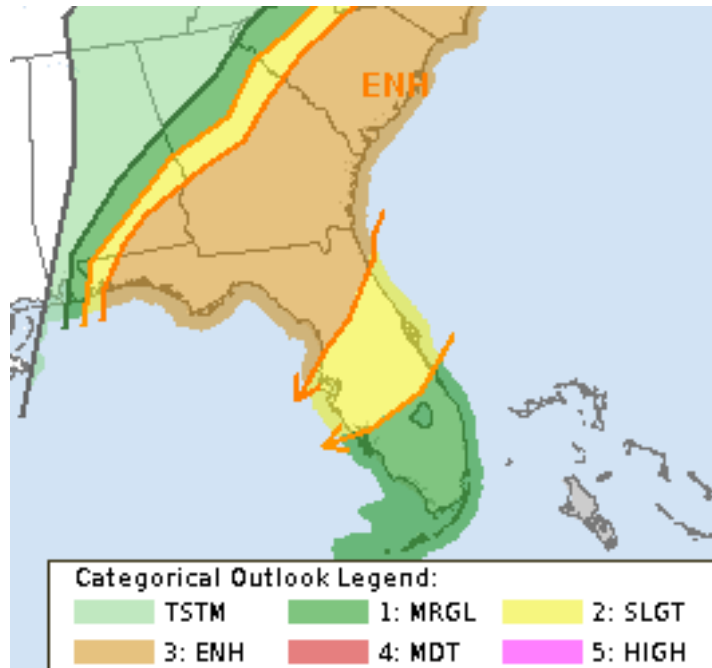 ENH
Categorical Outlook Legend:
TSTM 1: MRGL 2: SLGT
3: ENH 4: MDT 5: HIGH